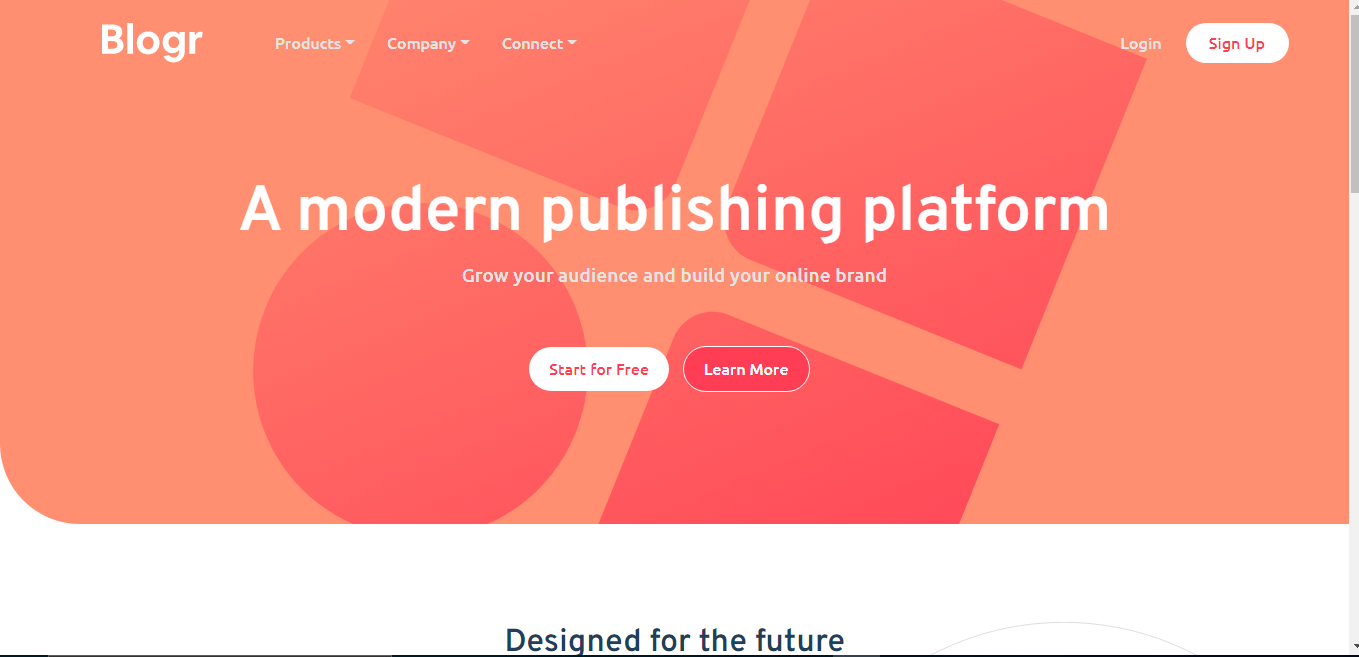 Blogr
Products
Company
Connect
Login
Sign Up
A modern publishing platform
Grow your audience and build your online brand
Start for Free
Learn More
Designed for the future